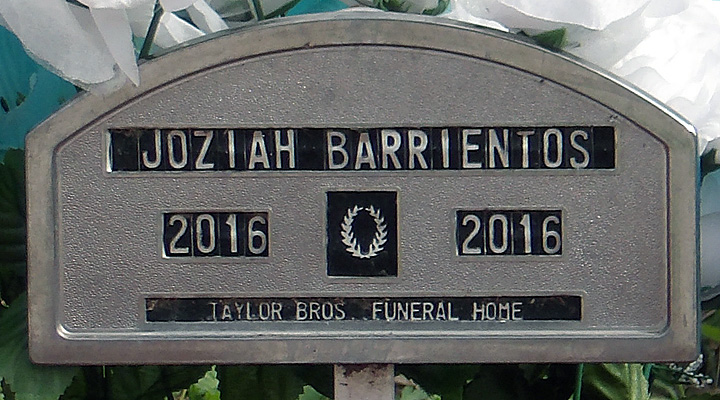 JOZIAH BARRIENTOS
2016 2016
TAYLOR BROS. FUNERAL HOME